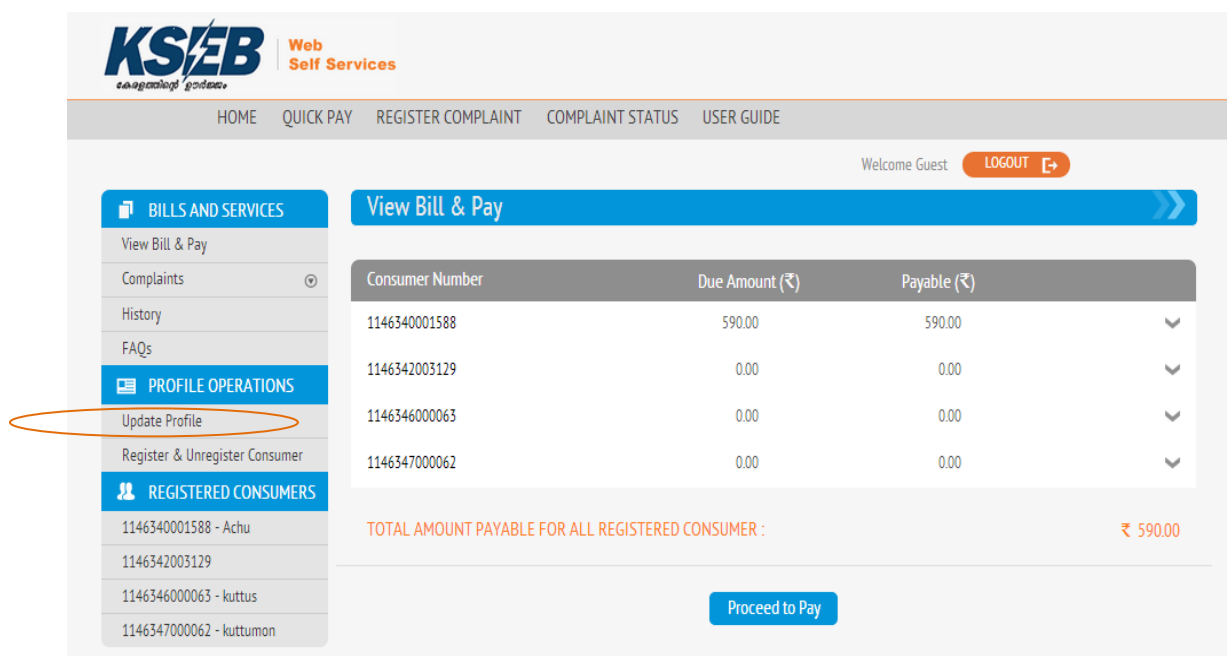 KSEB
Web
Self Services
കേരളത്തിന്റെ ഊർജ്ജം
HOME QUICK PAY REGISTER COMPLAINT COMPLAINT STATUS USER GUIDE
Welcome Guest LOGOUT
BILLS AND SERVICES
View Bill & Pay
Complaints
History
FAQs
PROFILE OPERATIONS
Update Profile
Register & Unregister Consumer
REGISTERED CONSUMERS
1146340001588 - Achu
1146342003129
1146346000063 - kuttus
1146347000062 - kuttumon
View Bill & Pay
Consumer Number Due Amount (₹) Payable (₹)
1146340001588 590.00 590.00
1146342003129 0.00 0.00
1146346000063 0.00 0.00
1146347000062 0.00 0.00
TOTAL AMOUNT PAYABLE FOR ALL REGISTERED CONSUMER : ₹ 590.00
Proceed to Pay